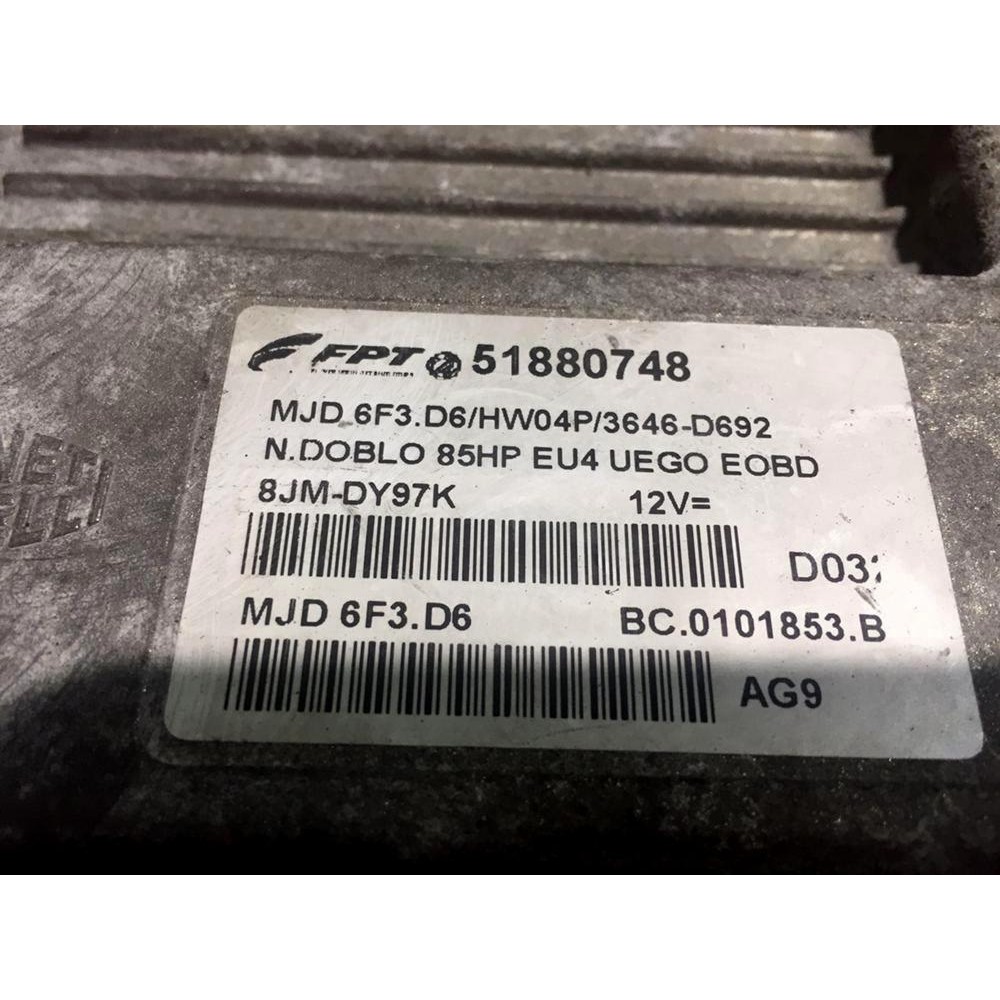 FPT 51880748
MJD 6F3.D6/HW04P/3646-D692
N.DOBLO 85HP EU4 UEGO EOBD
8JM-DY97K 12V=
MJD 6F3.D6 BC.0101853.B
AG9